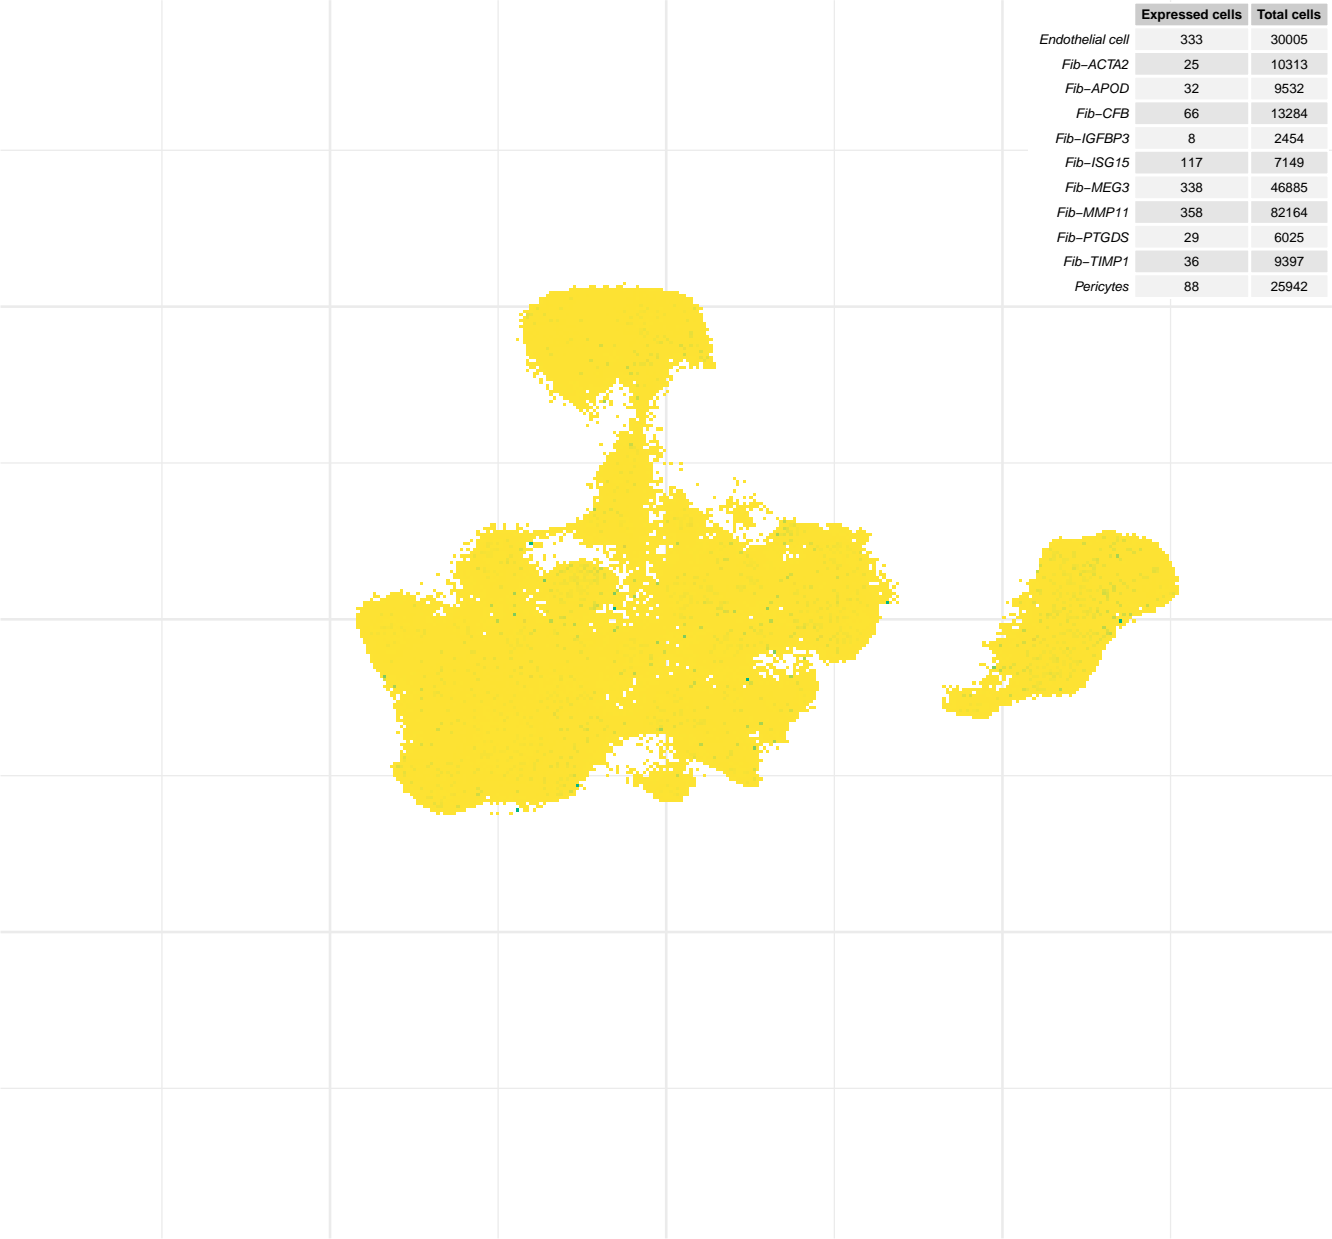 Expressed cells Total cells
Endothelial cell 333 30005
Fib−ACTA2 25 10313
Fib−APOD 32 9532
Fib−CFB 66 13284
Fib−IGFBP3 8 2454
Fib−ISG15 117 7149
Fib−MEG3 338 46885
Fib−MMP11 358 82164
Fib−PTGDS 29 6025
Fib−TIMP1 36 9397
Pericytes 88 25942